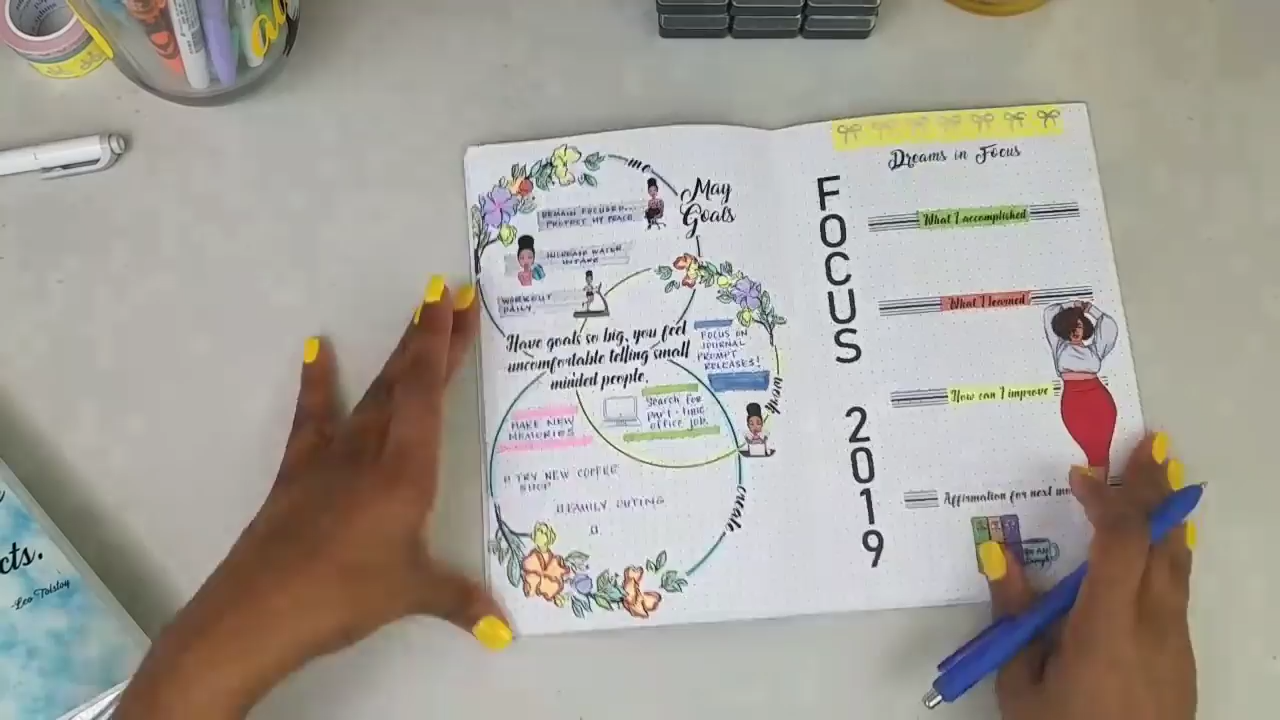 me
May
Goals
REMAIN FOCUSED...
PROTECT MY PEACE
INCREASE WATER
INTAKE
WORKOUT
DAILY
Have goals so big, you feel
uncomfortable telling small
minded people.
FOCUS ON
JOURNAL
PROMPT
RELEASES!
work
Search for
part-time
office job.
MAKE NEW
MEMORIES
TRY NEW COFFEE
SHOP
FAMILY OUTING
create
Dreams in Focus
FOCUS
2019
What I accomplished
What I learned
How can I improve
Affirmation for next
cts.
-Leo Tolstoy